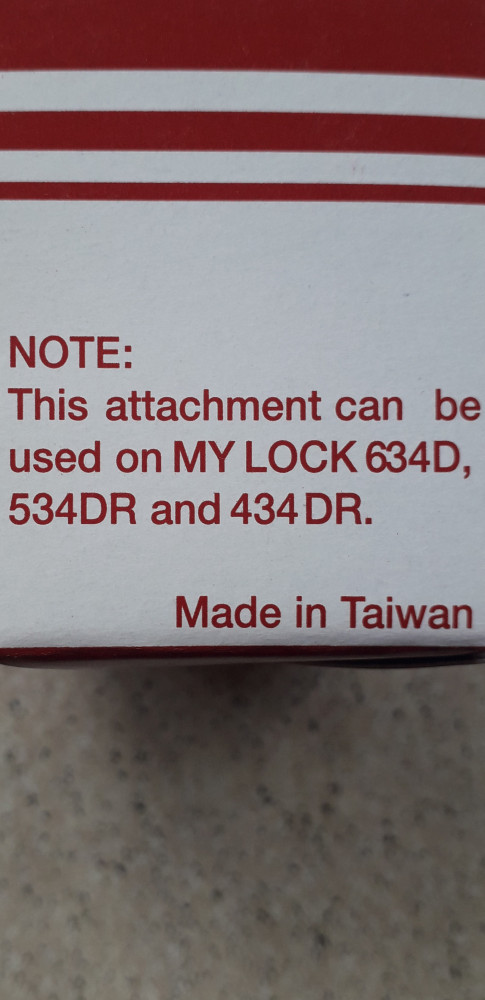 NOTE:
This attachment can be
used on MY LOCK 634D,
534DR and 434DR.
Made in Taiwan